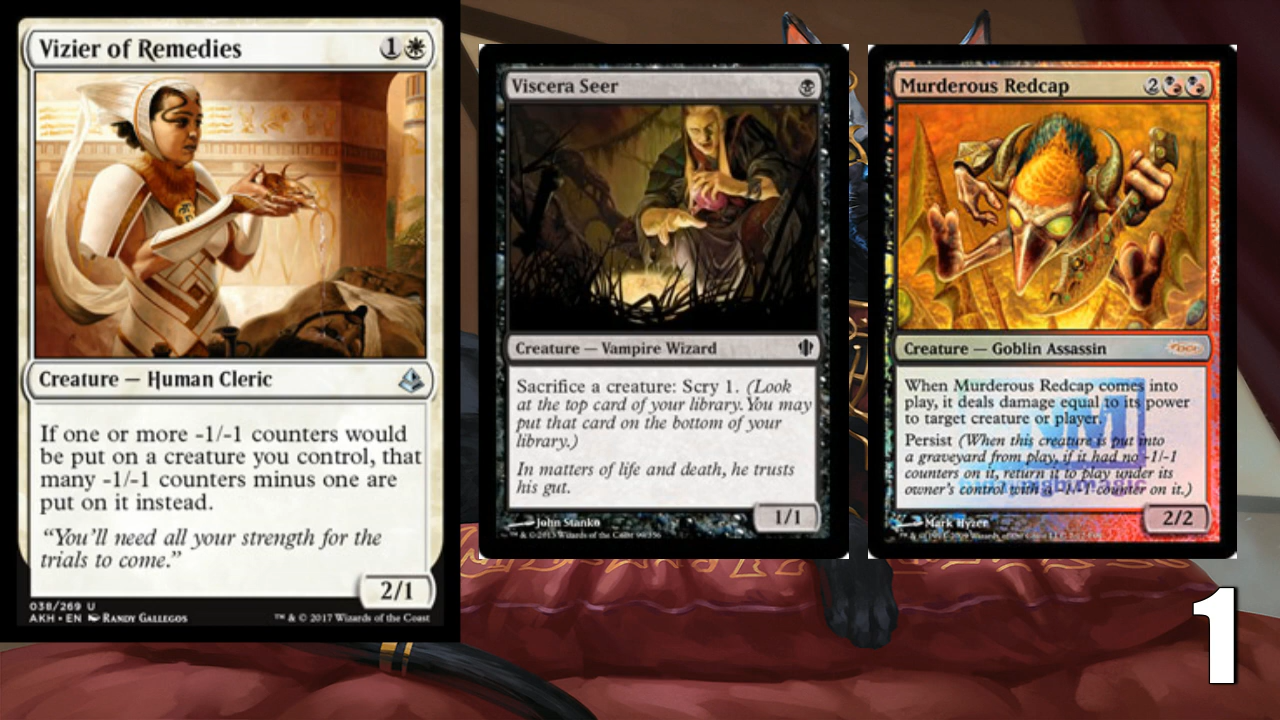 Vizier of Remedies 1
Creature — Human Cleric
If one or more -1/-1 counters would
be put on a creature you control, that
many -1/-1 counters minus one are
put on it instead.
“You’ll need all your strength for the
trials to come.”
2/1
038/269 U
AKH • EN RANDY GALLEGOS
™ & © 2017 Wizards of the Coast
Viscera Seer
Creature — Vampire Wizard
Sacrifice a creature: Scry 1. (Look
at the top card of your library. You may
put that card on the bottom of your
library.)
In matters of life and death, he trusts
his gut.
1/1
John Stanko
Murderous Redcap 2
Creature — Goblin Assassin
When Murderous Redcap comes into
play, it deals damage equal to its power
to target creature or player.
Persist (When this creature is put into
a graveyard from play, if it had no -1/-1
counters on it, return it to play under its
owner's control with a -1/-1 counter on it.)
2/2
Mark Hyzer
1